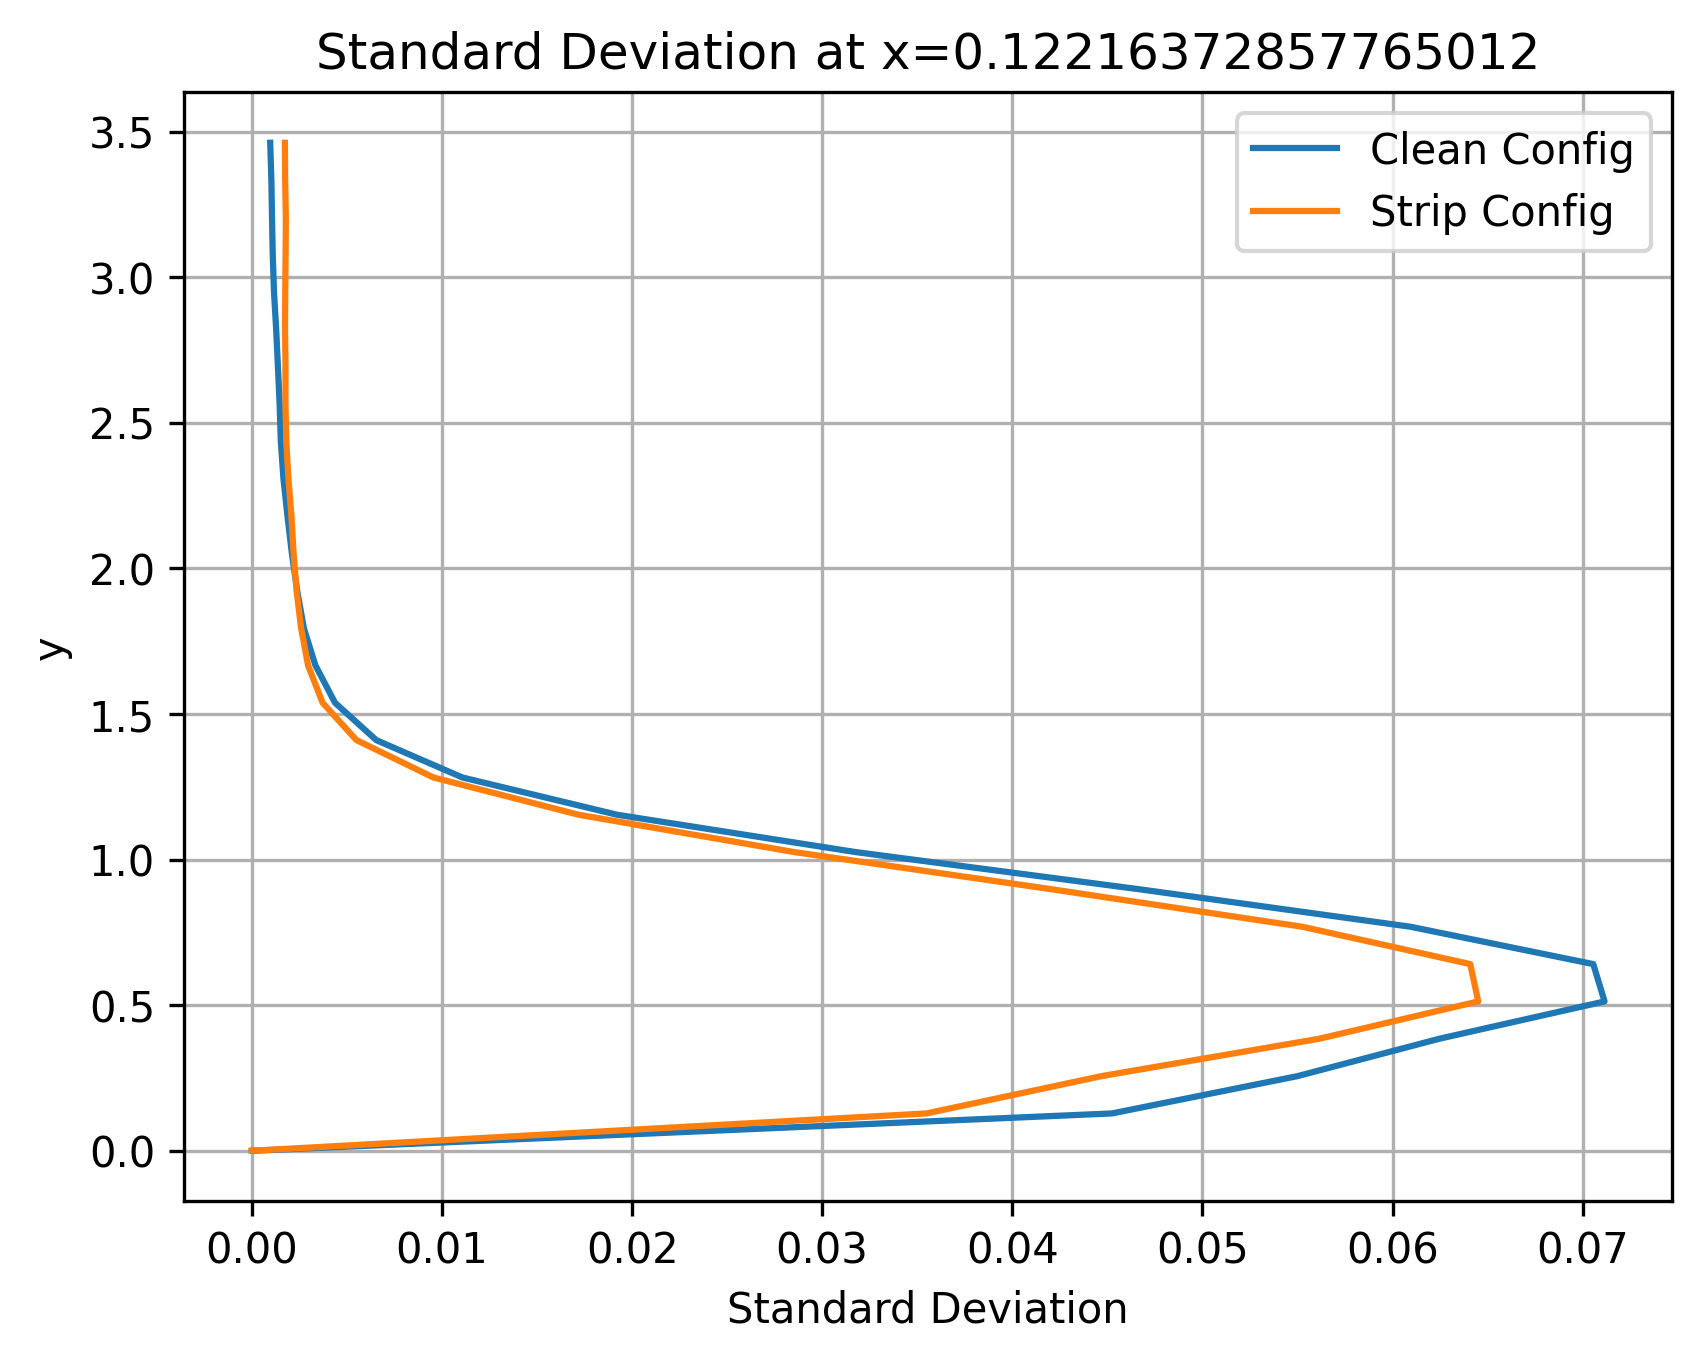 Standard Deviation at x=0.12216372857765012
Clean Config
Strip Config
3.5
3.0
2.5
2.0
1.5
1.0
0.5
0.0
y
0.00 0.01 0.02 0.03 0.04 0.05 0.06 0.07
Standard Deviation